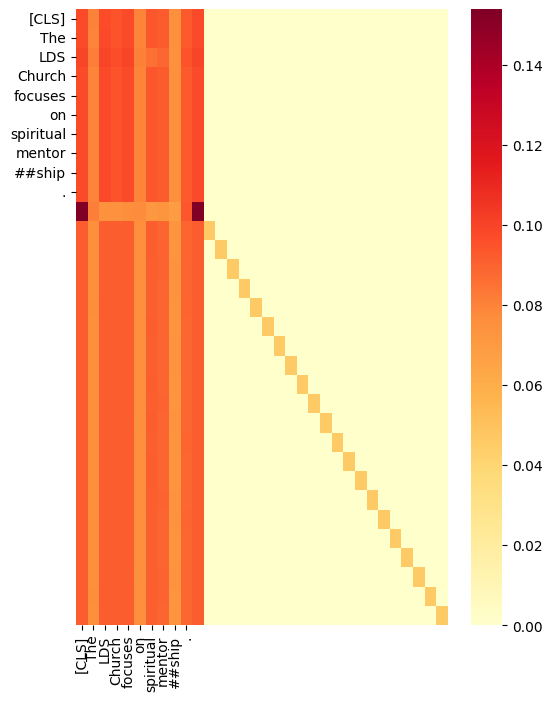 [CLS]
The
LDS
Church
focuses
on
spiritual
mentor
##ship
.
0.14
0.12
0.10
0.08
0.06
0.04
0.02
0.00
[CLS]
The
LDS
Church
focuses
on
spiritual
mentor
##ship
.